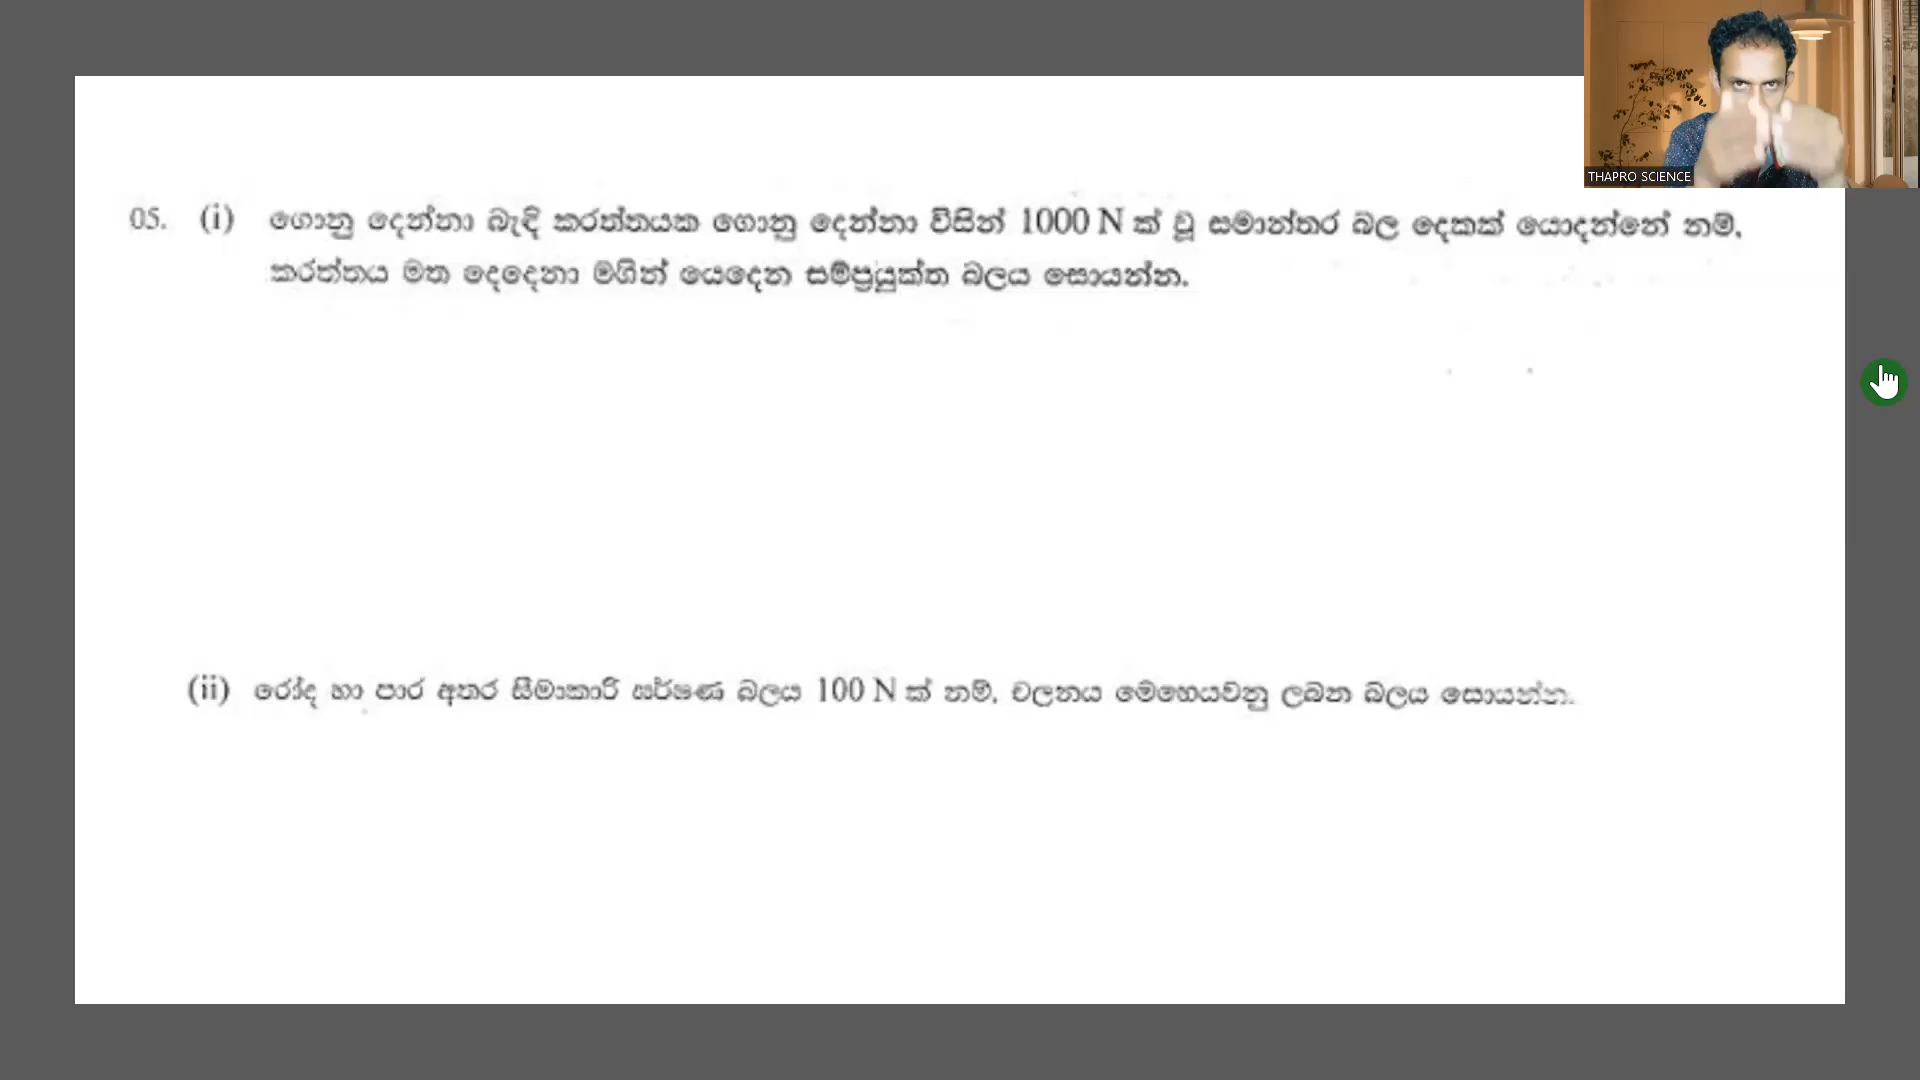 THAPRO SCIENCE
05. (i) ගොනු දෙන්නා බැඳි කරත්තයක ගොනු දෙන්නා විසින් 1000 N ක් වූ සමාන්තර බල දෙකක් යොදන්නේ නම්,
කරත්තය මත දෙදෙනා මගින් යෙදෙන සම්ප්‍රයුක්ත බලය සොයන්න.
(ii) රෝද හා පාර අතර සීමාකාරි ඝර්ෂණ බලය 100 N ක් නම්, චලනය මෙහෙයවනු ලබන බලය සොයන්න.